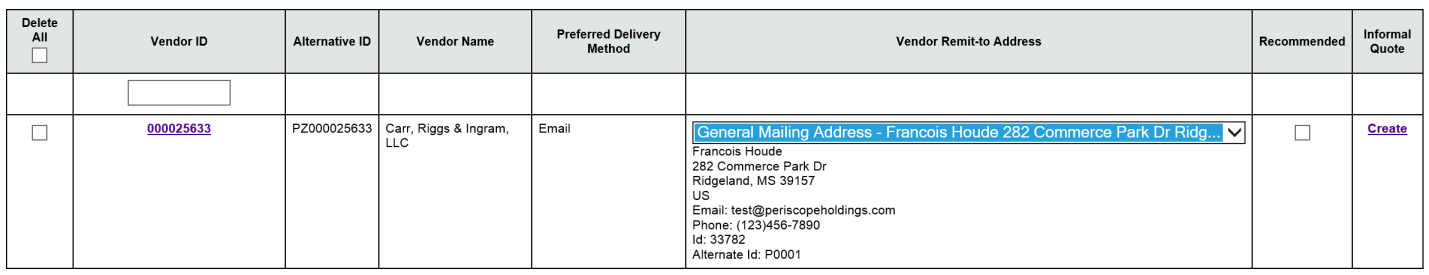 Delete All
Vendor ID
Alternative ID
Vendor Name
Preferred Delivery
Method
Vendor Remit-to Address
Recommended
Informal
Quote
000025633
PZ000025633
Carr, Riggs & Ingram,
LLC
Email
General Mailing Address - Francois Houde 282 Commerce Park Dr Ridg...
Francois Houde
282 Commerce Park Dr
Ridgeland, MS 39157
US
Email: test@periscopeholdings.com
Phone: (123)456-7890
Id: 33782
Alternate Id: P0001
Create